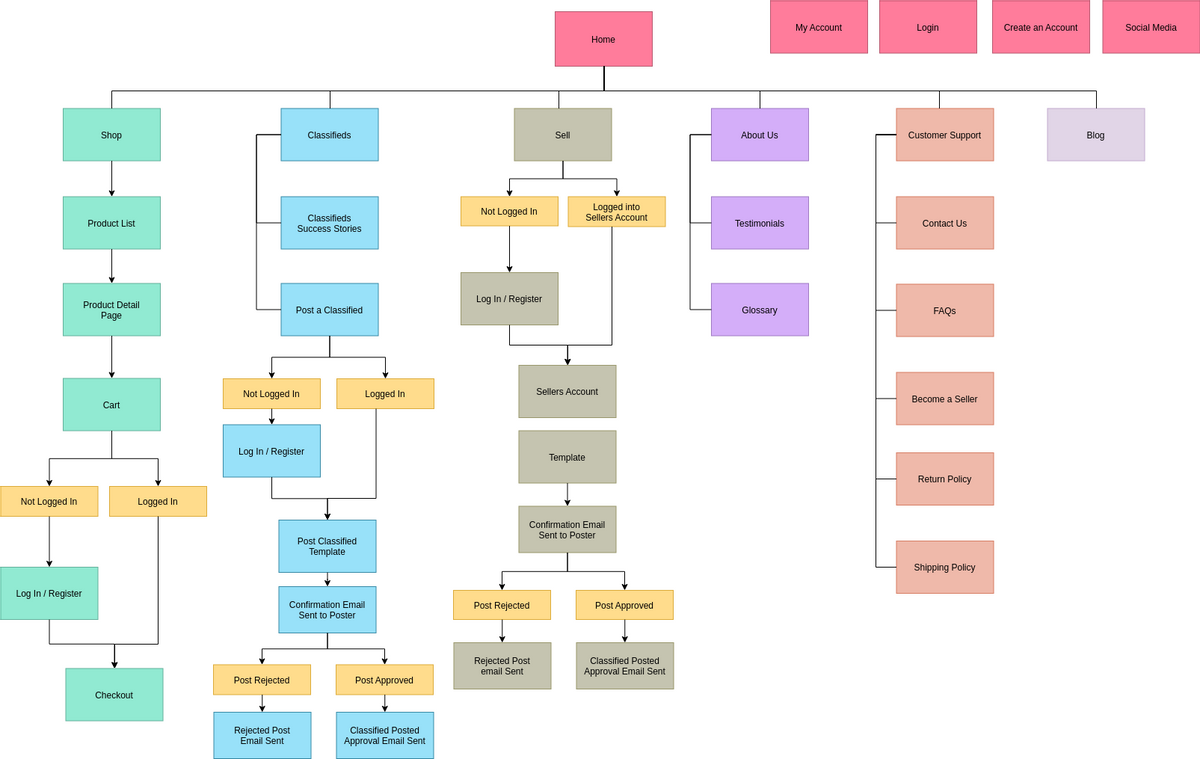 Home
My Account
Login
Create an Account
Social Media
Shop
Classifieds
Sell
About Us
Customer Support
Blog
Product List
Classifieds
Success Stories
Not Logged In
Logged into
Sellers Account
Testimonials
Contact Us
Product Detail
Page
Post a Classified
Log In / Register
Glossary
FAQs
Cart
Not Logged In
Logged In
Sellers Account
Become a Seller
Log In / Register
Template
Return Policy
Not Logged In
Logged In
Post Classified
Template
Confirmation Email
Sent to Poster
Shipping Policy
Log In / Register
Confirmation Email
Sent to Poster
Post Rejected
Post Approved
Checkout
Post Rejected
Post Approved
Rejected Post
email Sent
Classified Posted
Approval Email Sent
Rejected Post
Email Sent
Classified Posted
Approval Email Sent